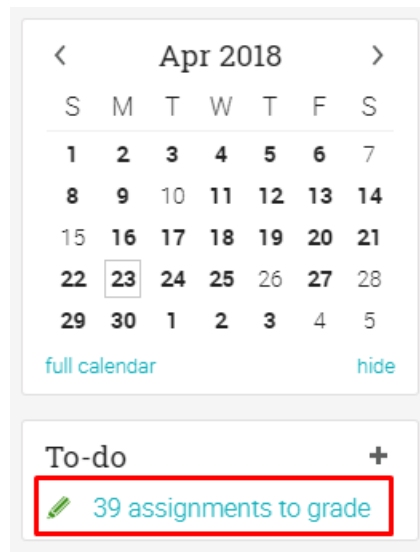 < Apr 2018 >
S M T W T F S
1 2 3 4 5 6 7
8 9 10 11 12 13 14
15 16 17 18 19 20 21
22 23 24 25 26 27 28
29 30 1 2 3 4 5
full calendar hide
To-do +
39 assignments to grade